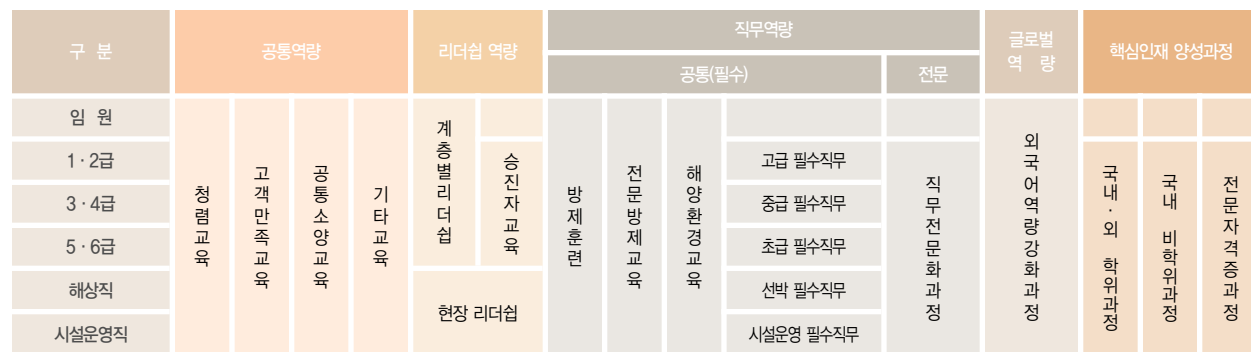 구 분
공통역량
리더쉽 역량
직무역량
공통(필수)
전문
글로벌
역 량
핵심인재 양성과정
임 원
1 · 2급
3 · 4급
5 · 6급
해상직
시설운영직
청렴교육
고객만족교육
공통소양교육
기타교육
계층별리더쉽
승진자교육
현장 리더쉽
방제훈련
전문방제교육
해양환경교육
고급 필수직무
중급 필수직무
초급 필수직무
선박 필수직무
시설운영 필수직무
직무전문화과정
외국어역량강화과정
국내·외 학위과정
국내 비학위과정
전문자격증과정